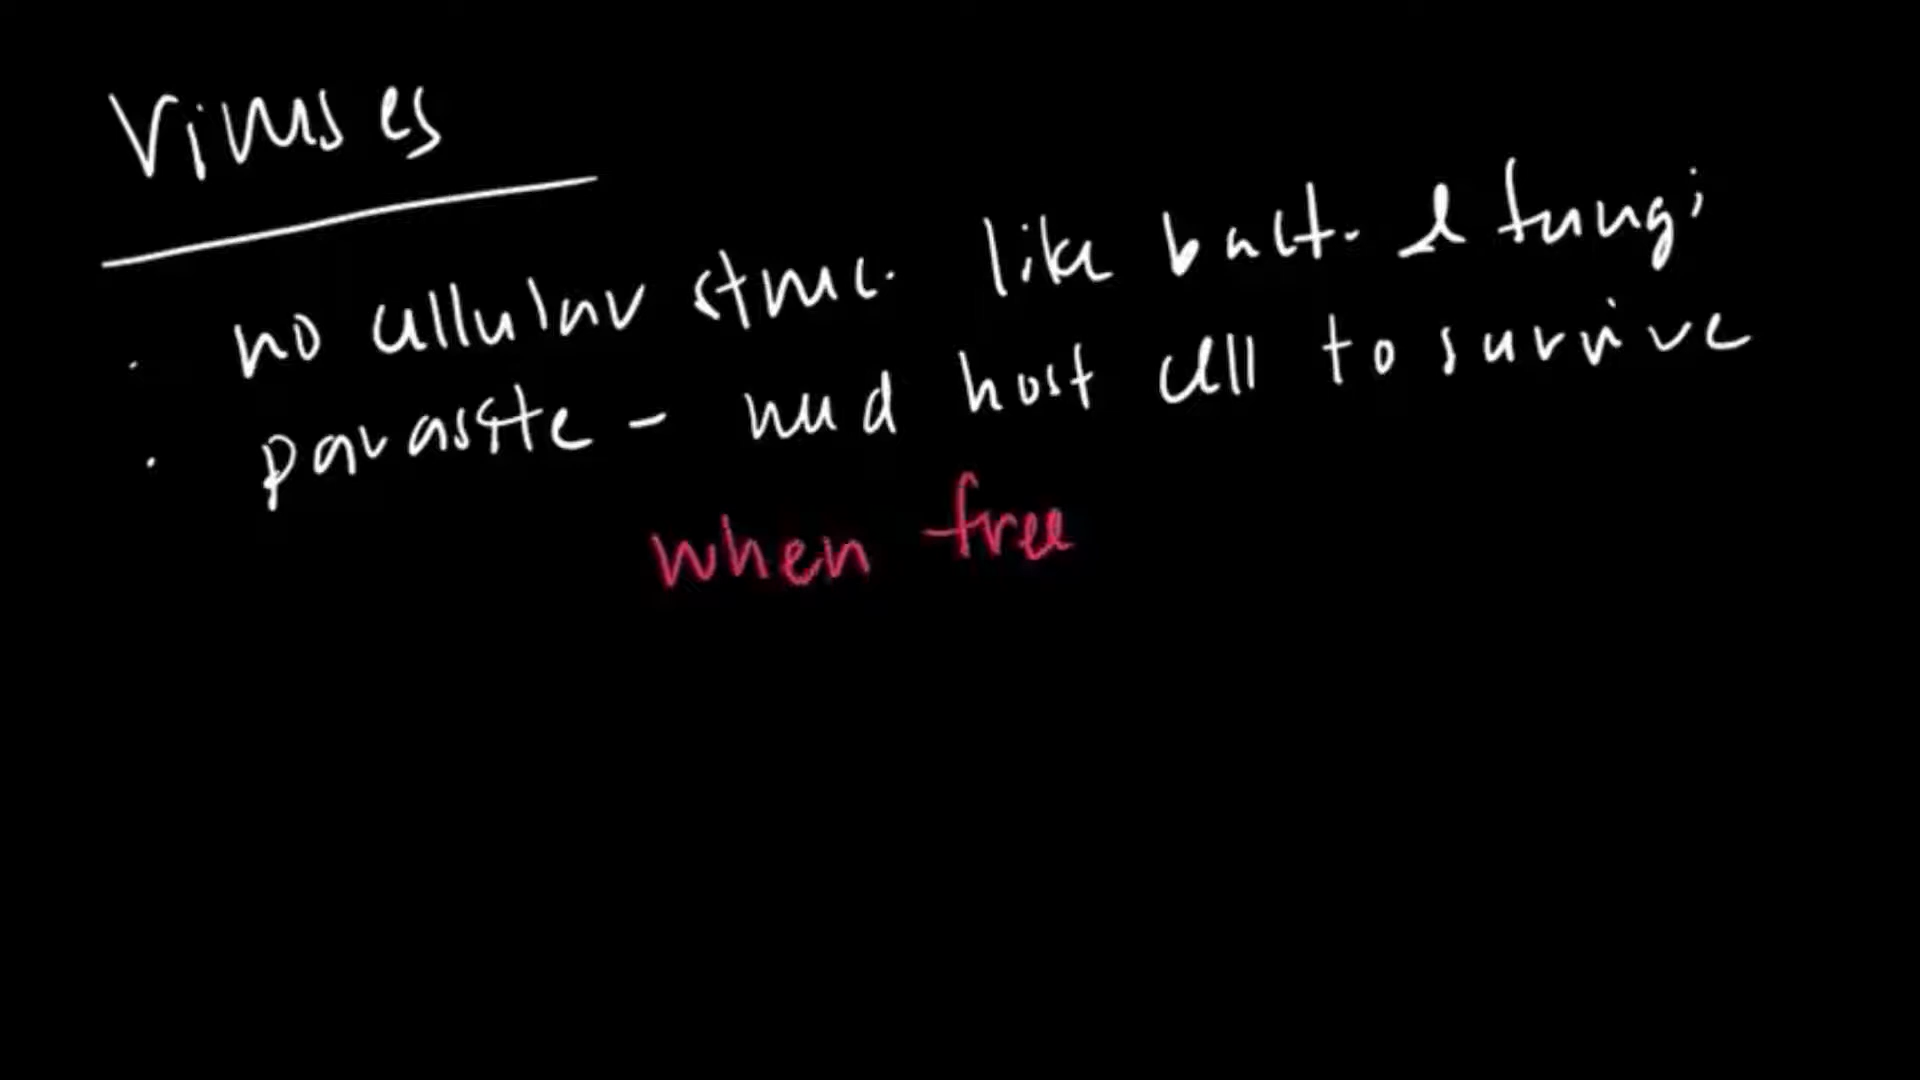 Viruses
· no cellular struc. like bact. & fungi
· parasite - need host cell to survive
when free